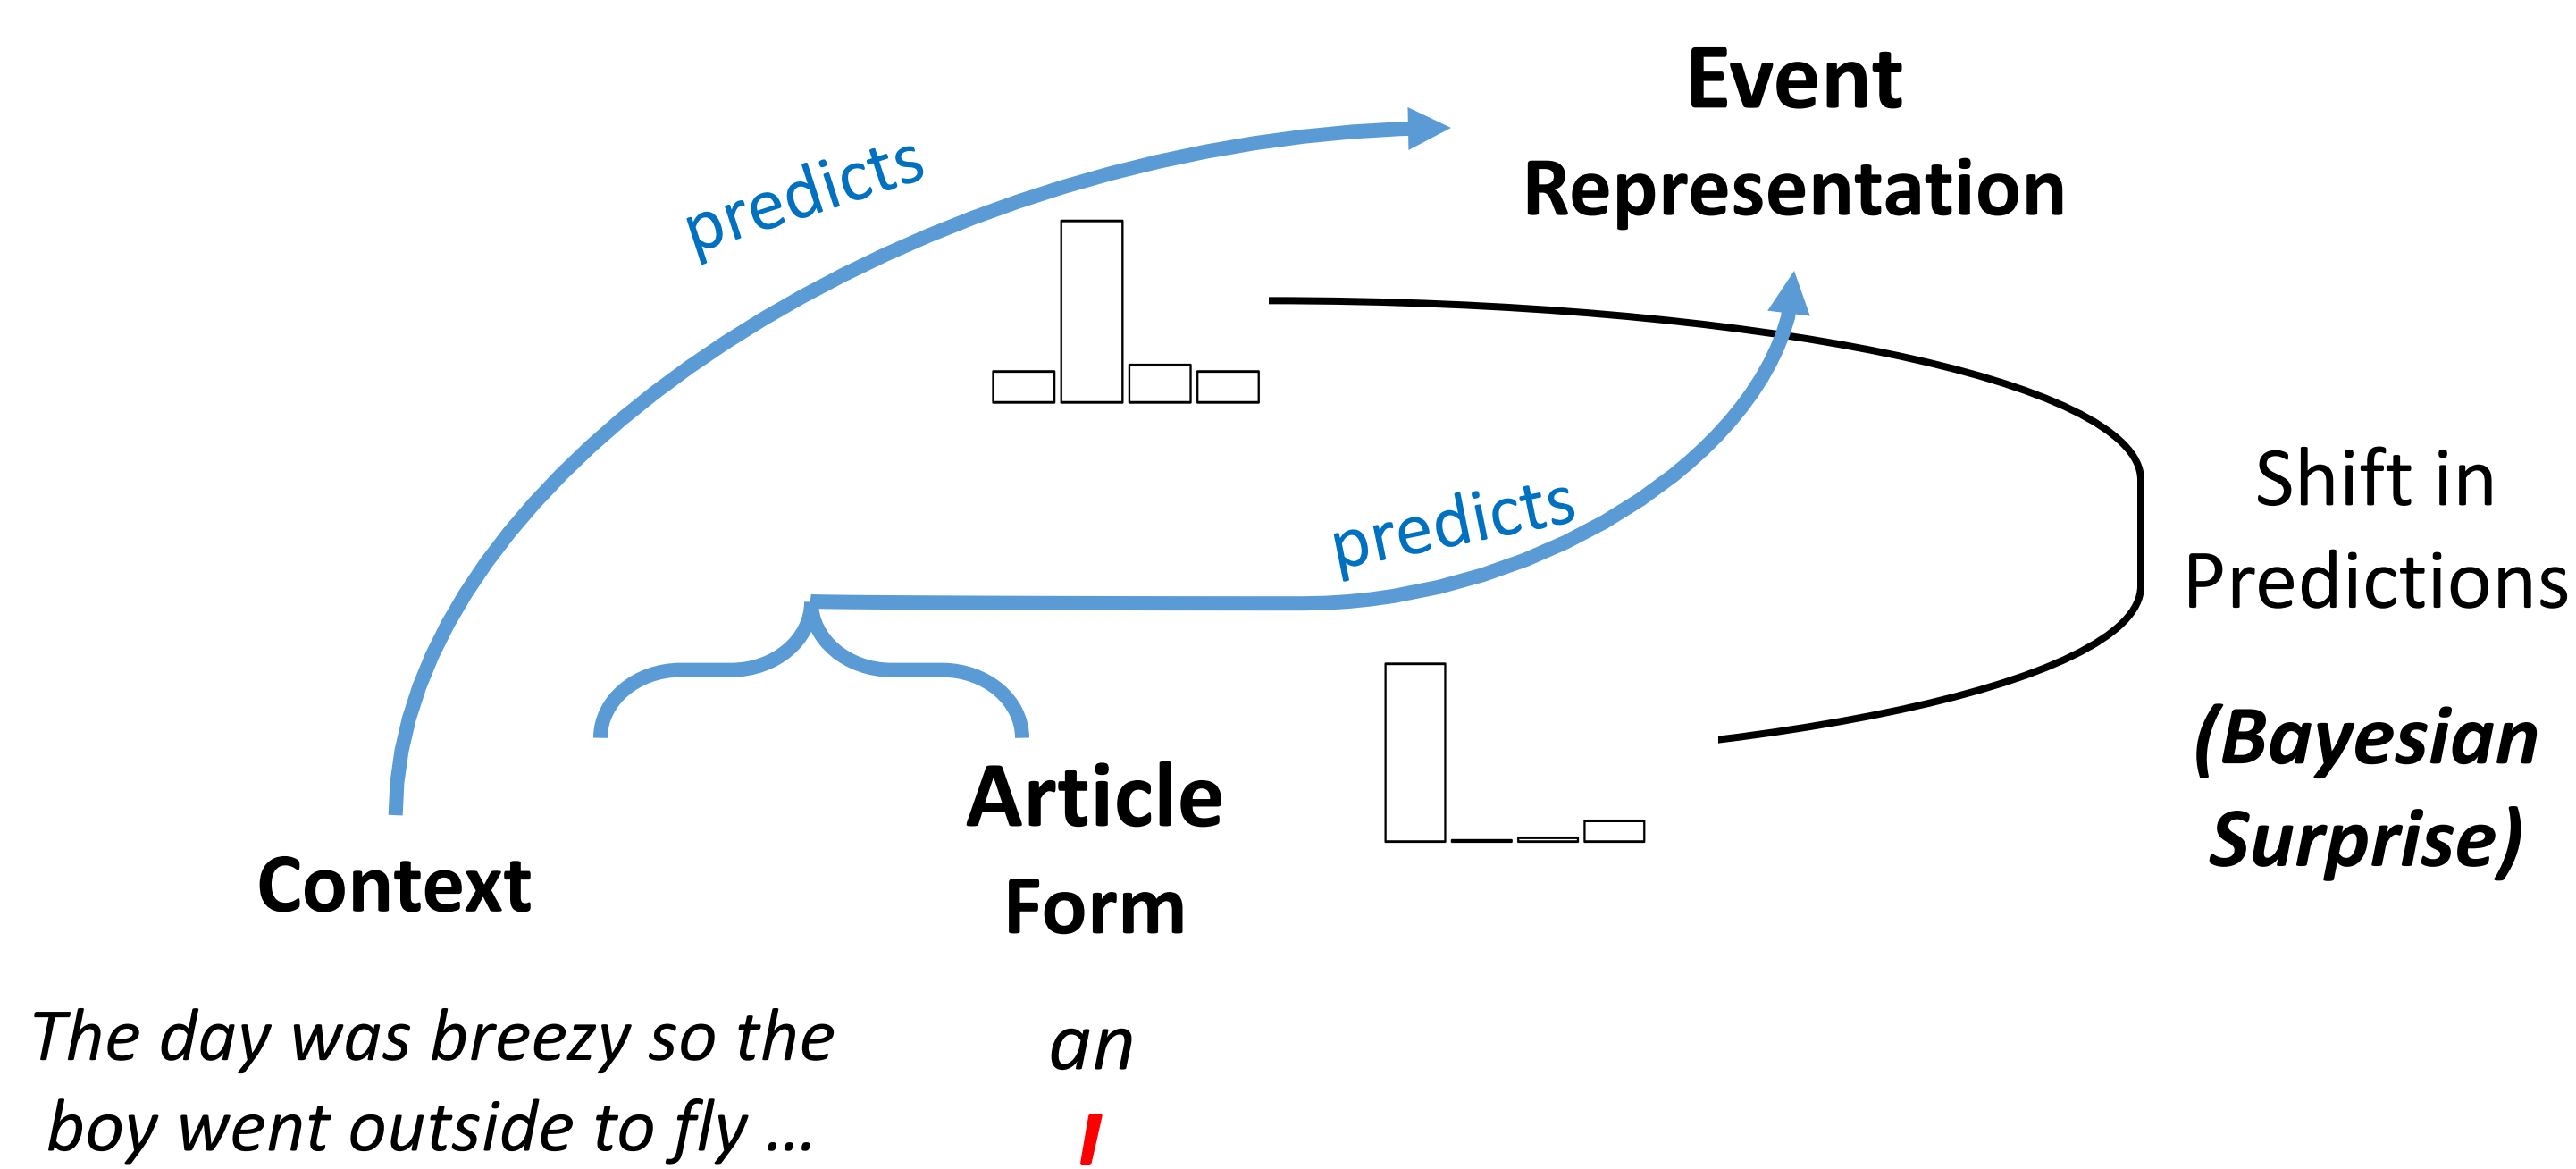 Event
Representation
predicts
predicts
Shift in
Predictions
(Bayesian
Surprise)
Context
Article
Form
The day was breezy so the
boy went outside to fly ...
an